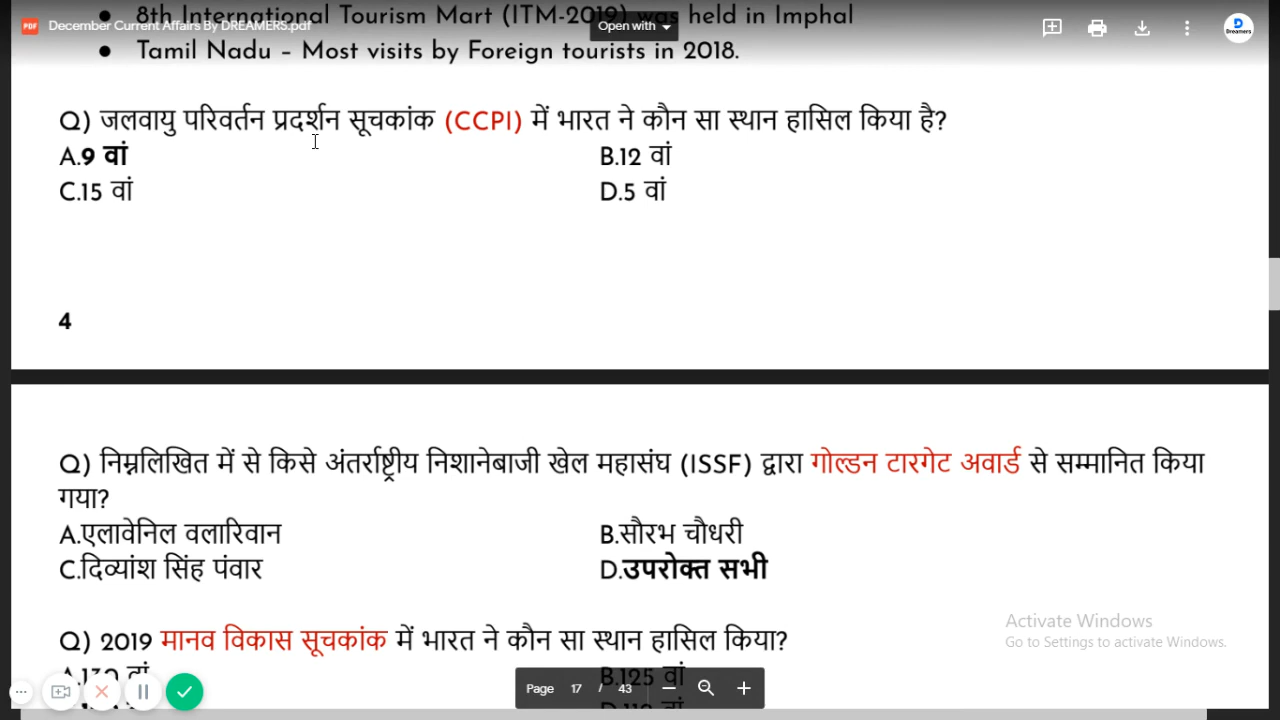 8th International Tourism Mart (ITM-2019) was held in Imphal
December Current Affairs By DREAMERS.pdf
Open with
Dreamers
● Tamil Nadu – Most visits by Foreign tourists in 2018.
Q) जलवायु परिवर्तन प्रदर्शन सूचकांक (CCPI) में भारत ने कौन सा स्थान हासिल किया है?
A.9 वां B.12 वां
C.15 वां D.5 वां
4
Q) निम्नलिखित में से किसे अंतर्राष्ट्रीय निशानेबाजी खेल महासंघ (ISSF) द्वारा गोल्डन टारगेट अवार्ड से सम्मानित किया
गया?
A.एलावेनिल वलारिवान B.सौरभ चौधरी
C.दिव्यांश सिंह पंवार D.उपरोक्त सभी
Activate Windows
Go to Settings to activate Windows.
Q) 2019 मानव विकास सूचकांक में भारत ने कौन सा स्थान हासिल किया?
A.130 वां B.125 वां
Page 17 / 43